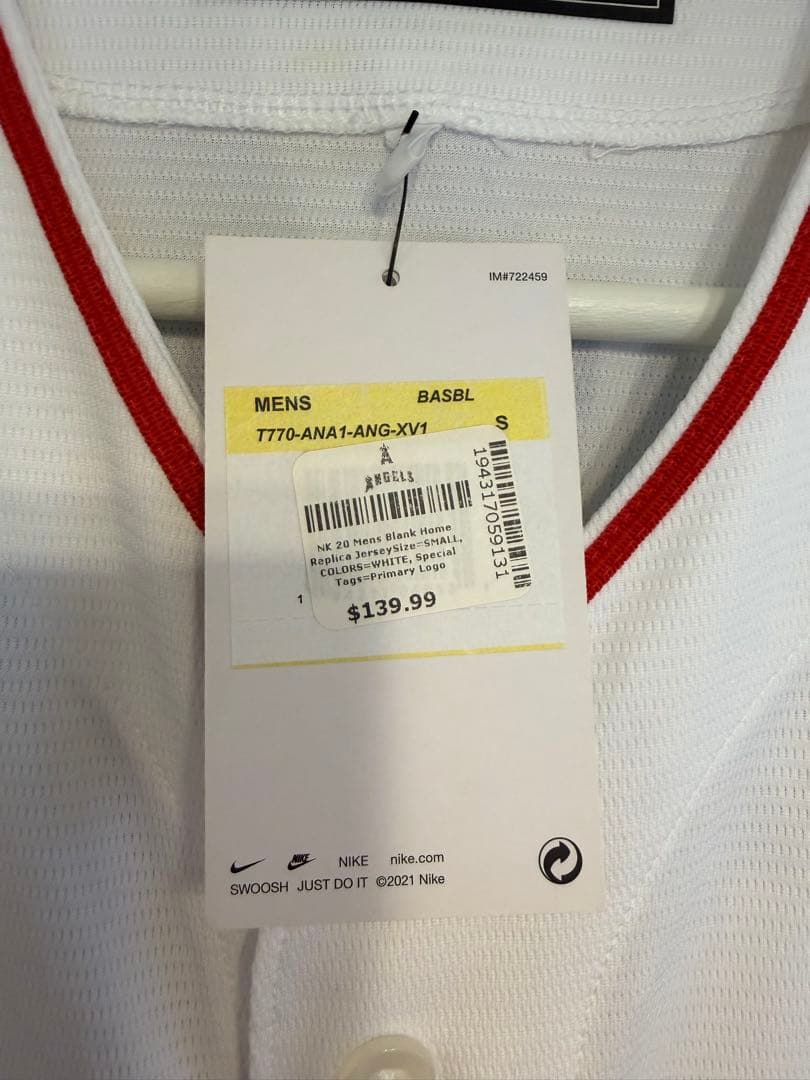 IM#722459
MENS BASBL
T770-ANA1-ANG-XV1 S
ANGELS
194317059131
NK 20 Mens Blank Home
Replica JerseySize=SMALL,
COLORS=WHITE, Special
Tags=Primary Logo
1
$139.99
NIKE NIKE nike.com
SWOOSH JUST DO IT ©2021 Nike